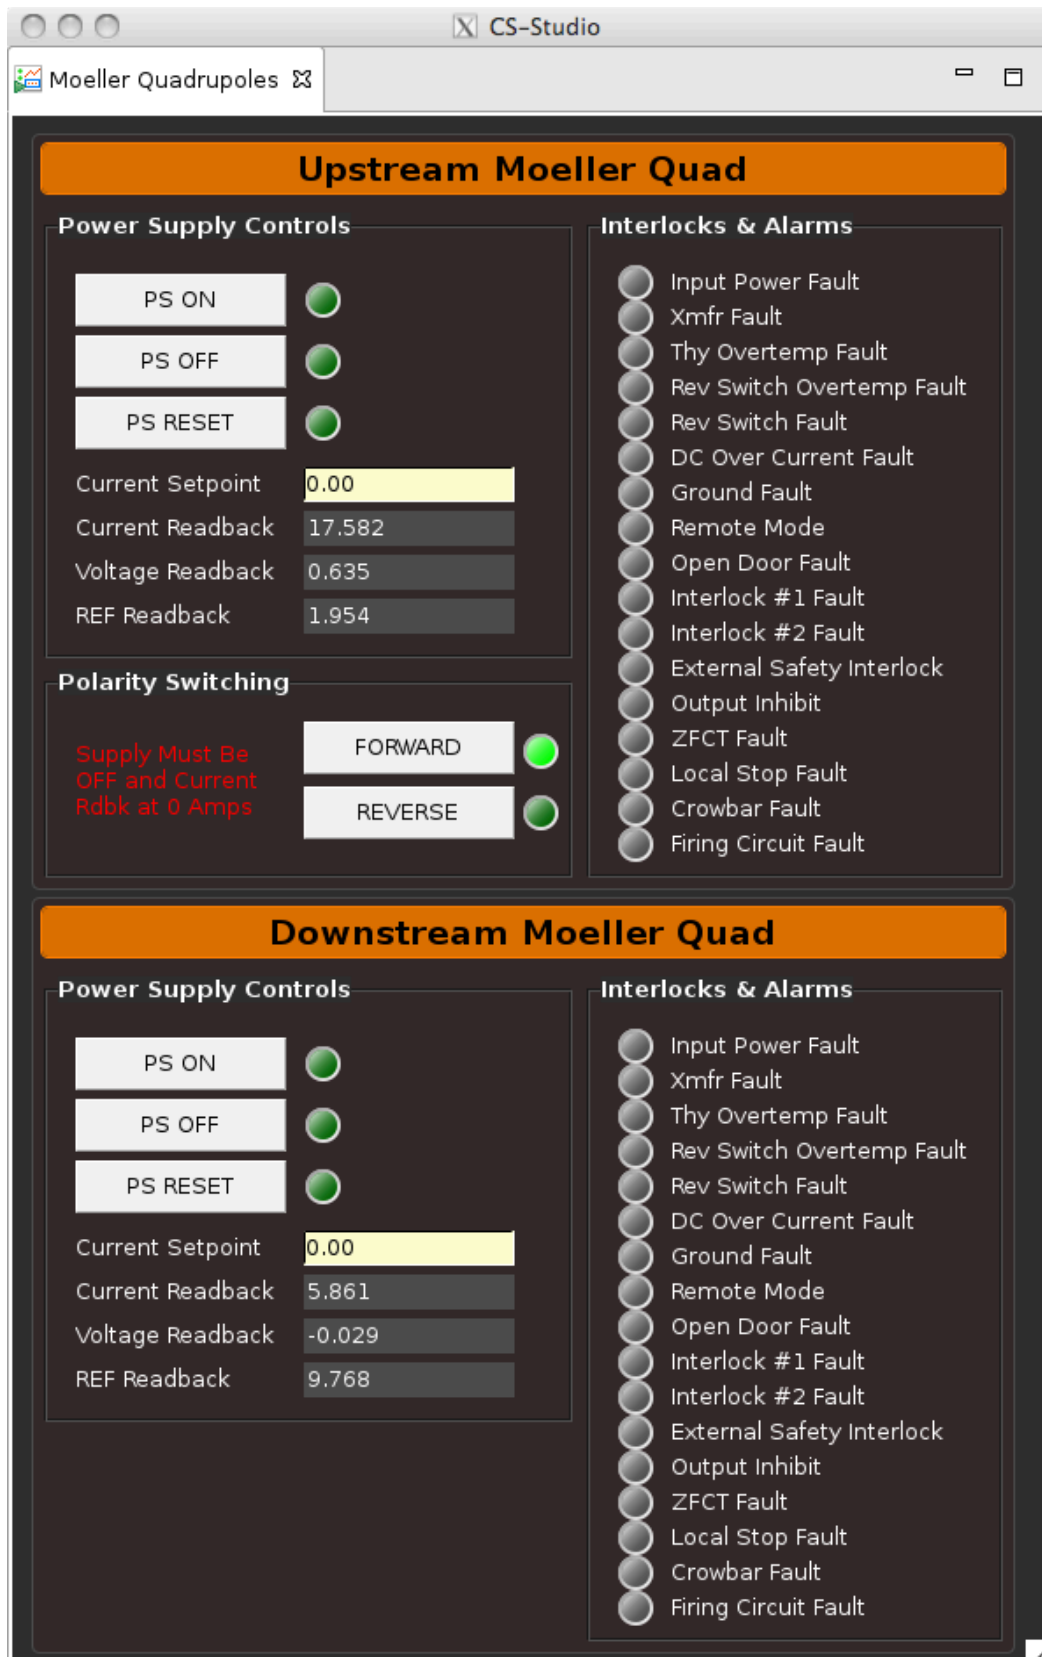 CS-Studio
Moeller Quadrupoles
Upstream Moeller Quad
Power Supply Controls
PS ON
PS OFF
PS RESET
Current Setpoint 0.00
Current Readback 17.582
Voltage Readback 0.635
REF Readback 1.954
Polarity Switching
Supply Must Be
OFF and Current
Rdbk at 0 Amps
FORWARD
REVERSE
Interlocks & Alarms
Input Power Fault
Xmfr Fault
Thy Overtemp Fault
Rev Switch Overtemp Fault
Rev Switch Fault
DC Over Current Fault
Ground Fault
Remote Mode
Open Door Fault
Interlock #1 Fault
Interlock #2 Fault
External Safety Interlock
Output Inhibit
ZFCT Fault
Local Stop Fault
Crowbar Fault
Firing Circuit Fault
Downstream Moeller Quad
Power Supply Controls
PS ON
PS OFF
PS RESET
Current Setpoint 0.00
Current Readback 5.861
Voltage Readback -0.029
REF Readback 9.768
Interlocks & Alarms
Input Power Fault
Xmfr Fault
Thy Overtemp Fault
Rev Switch Overtemp Fault
Rev Switch Fault
DC Over Current Fault
Ground Fault
Remote Mode
Open Door Fault
Interlock #1 Fault
Interlock #2 Fault
External Safety Interlock
Output Inhibit
ZFCT Fault
Local Stop Fault
Crowbar Fault
Firing Circuit Fault